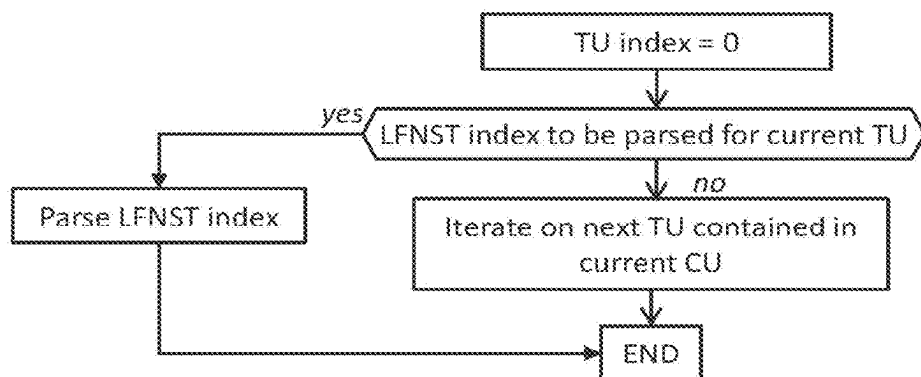 TU index = 0
yes
LFNST index to be parsed for current TU
no
Parse LFNST index
Iterate on next TU contained in
current CU
END